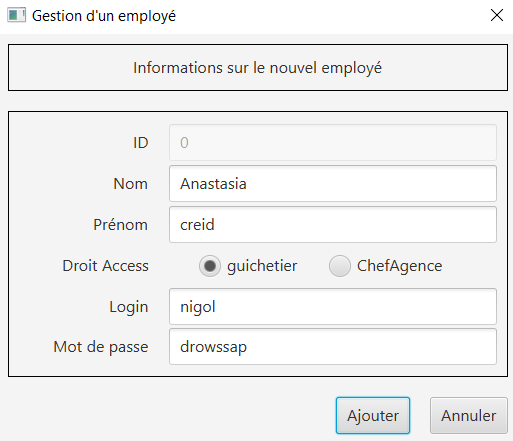 Gestion d'un employé
Informations sur le nouvel employé
ID 0
Nom Anastasia
Prénom creid
Droit Access guichetier ChefAgence
Login nigol
Mot de passe drowssap
Ajouter Annuler